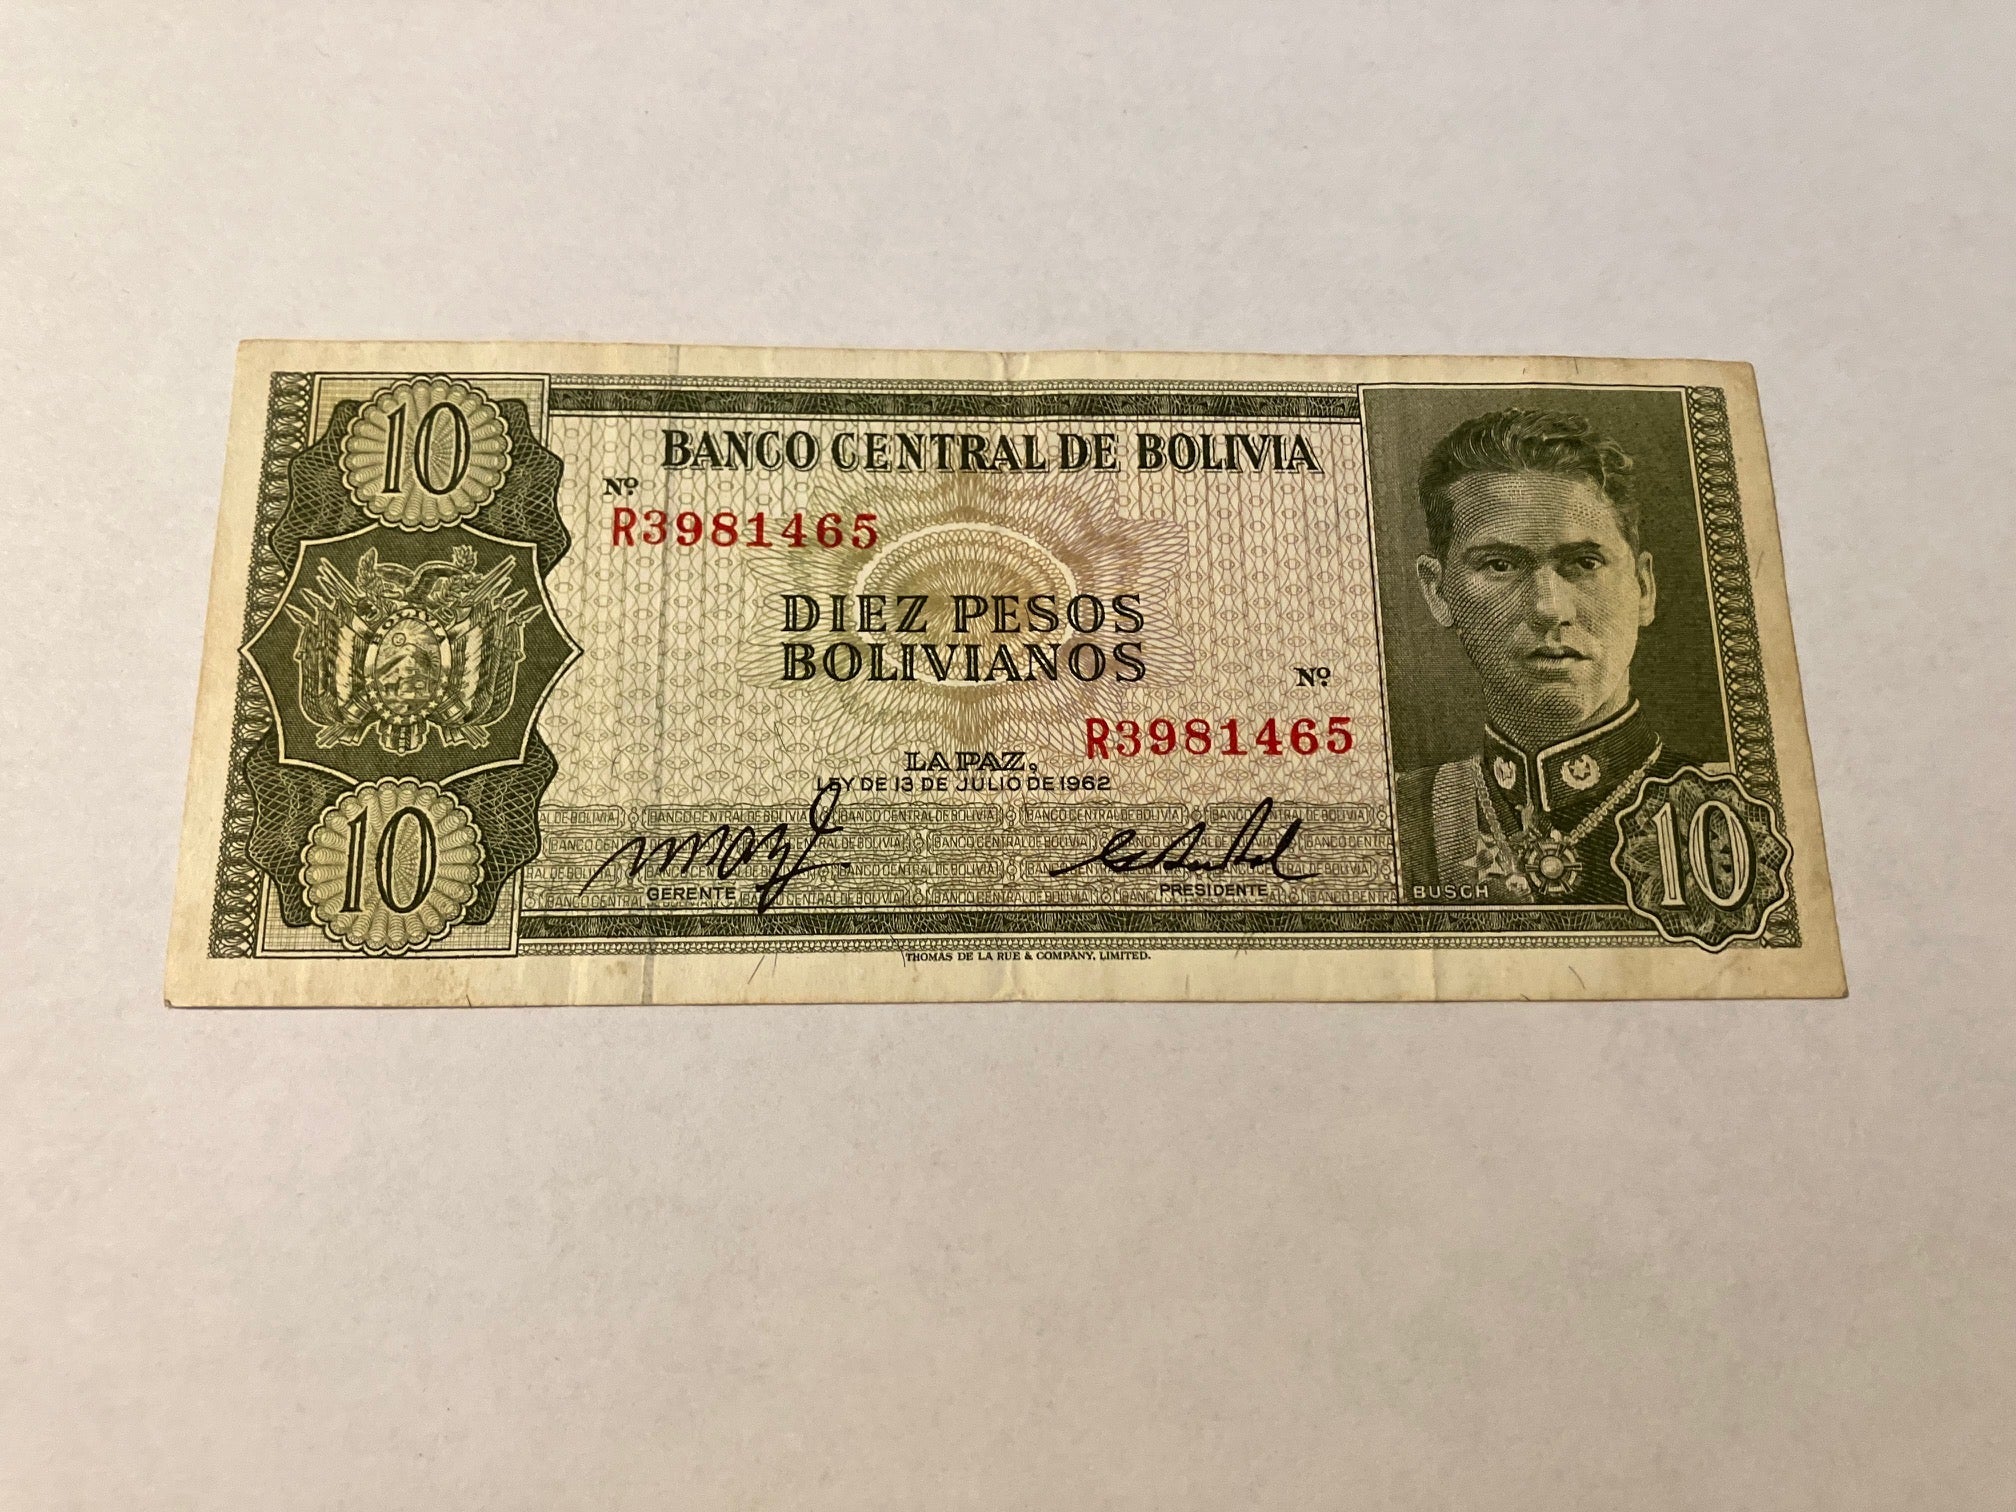 10
BANCO CENTRAL DE BOLIVIA
Nº
R3981465
BOLIVIA
DIEZ PESOS
BOLIVIANOS
Nº
R3981465
LA PAZ,
LEY DE 13 DE JULIO DE 1962
10
GERENTE
PRESIDENTE
BUSCH
10
THOMAS DE LA RUE & COMPANY, LIMITED.